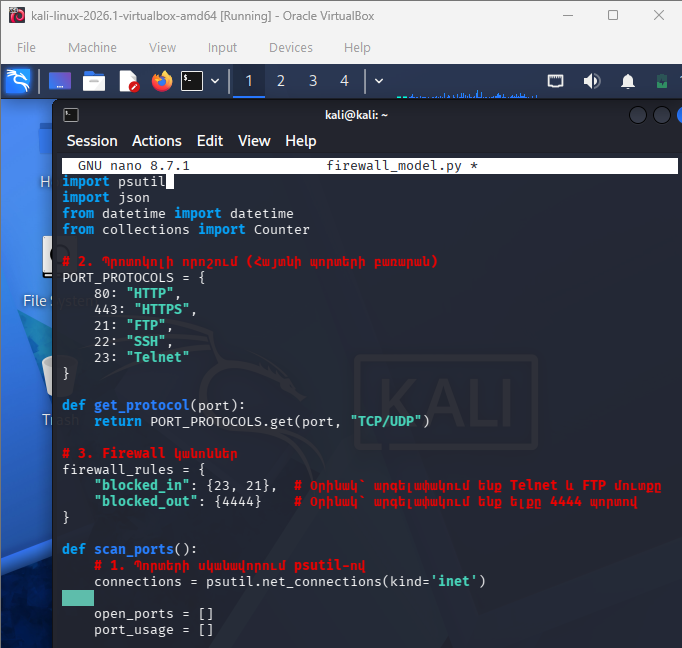 kali-linux-2026.1-virtualbox-amd64 [Running] - Oracle VirtualBox
File Machine View Input Devices Help
1 2 3 4
kali@kali: ~
Session Actions Edit View Help
GNU nano 8.7.1 firewall_model.py *
import psutil
import json
from datetime import datetime
from collections import Counter
# 2. Պրոտոկոլի որոշում (Հայտնի պորտերի բառարան)
PORT_PROTOCOLS = {
80: "HTTP",
443: "HTTPS",
21: "FTP",
22: "SSH",
23: "Telnet"
}
def get_protocol(port):
return PORT_PROTOCOLS.get(port, "TCP/UDP")
# 3. Firewall կանոններ
firewall_rules = {
"blocked_in": {23, 21}, # Օրինակ՝ արգելափակում ենք Telnet և FTP մուտքը
"blocked_out": {4444} # Օրինակ՝ արգելափակում ենք ելքը 4444 պորտով
}
def scan_ports():
# 1. Պորտերի սկանավորում psutil-ով
connections = psutil.net_connections(kind='inet')
open_ports = []
port_usage = []
H
File Sys
Tra
KALI